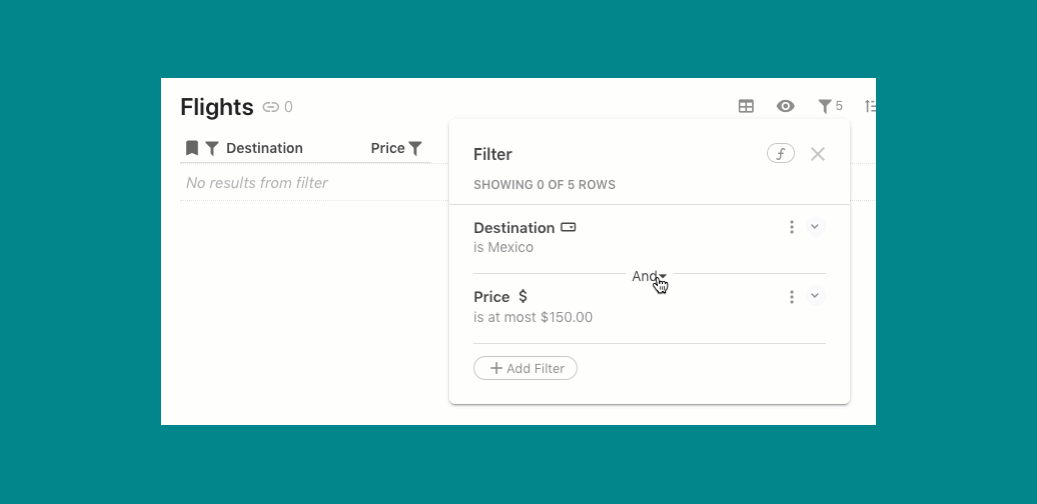 Flights 0
5
Destination Price
No results from filter
Filter
SHOWING 0 OF 5 ROWS
Destination
is Mexico
And
Price $
is at most $150.00
+ Add Filter